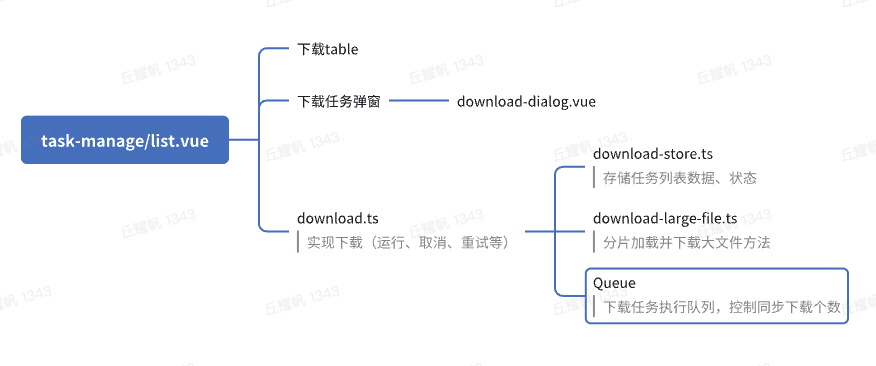 下载table
下载任务弹窗
download-dialog.vue
task-manage/list.vue
download.ts
实现下载（运行、取消、重试等）
download-store.ts
存储任务列表数据、状态
download-large-file.ts
分片加载并下载大文件方法
Queue
下载任务执行队列，控制同步下载个数
丘耀帆 1343